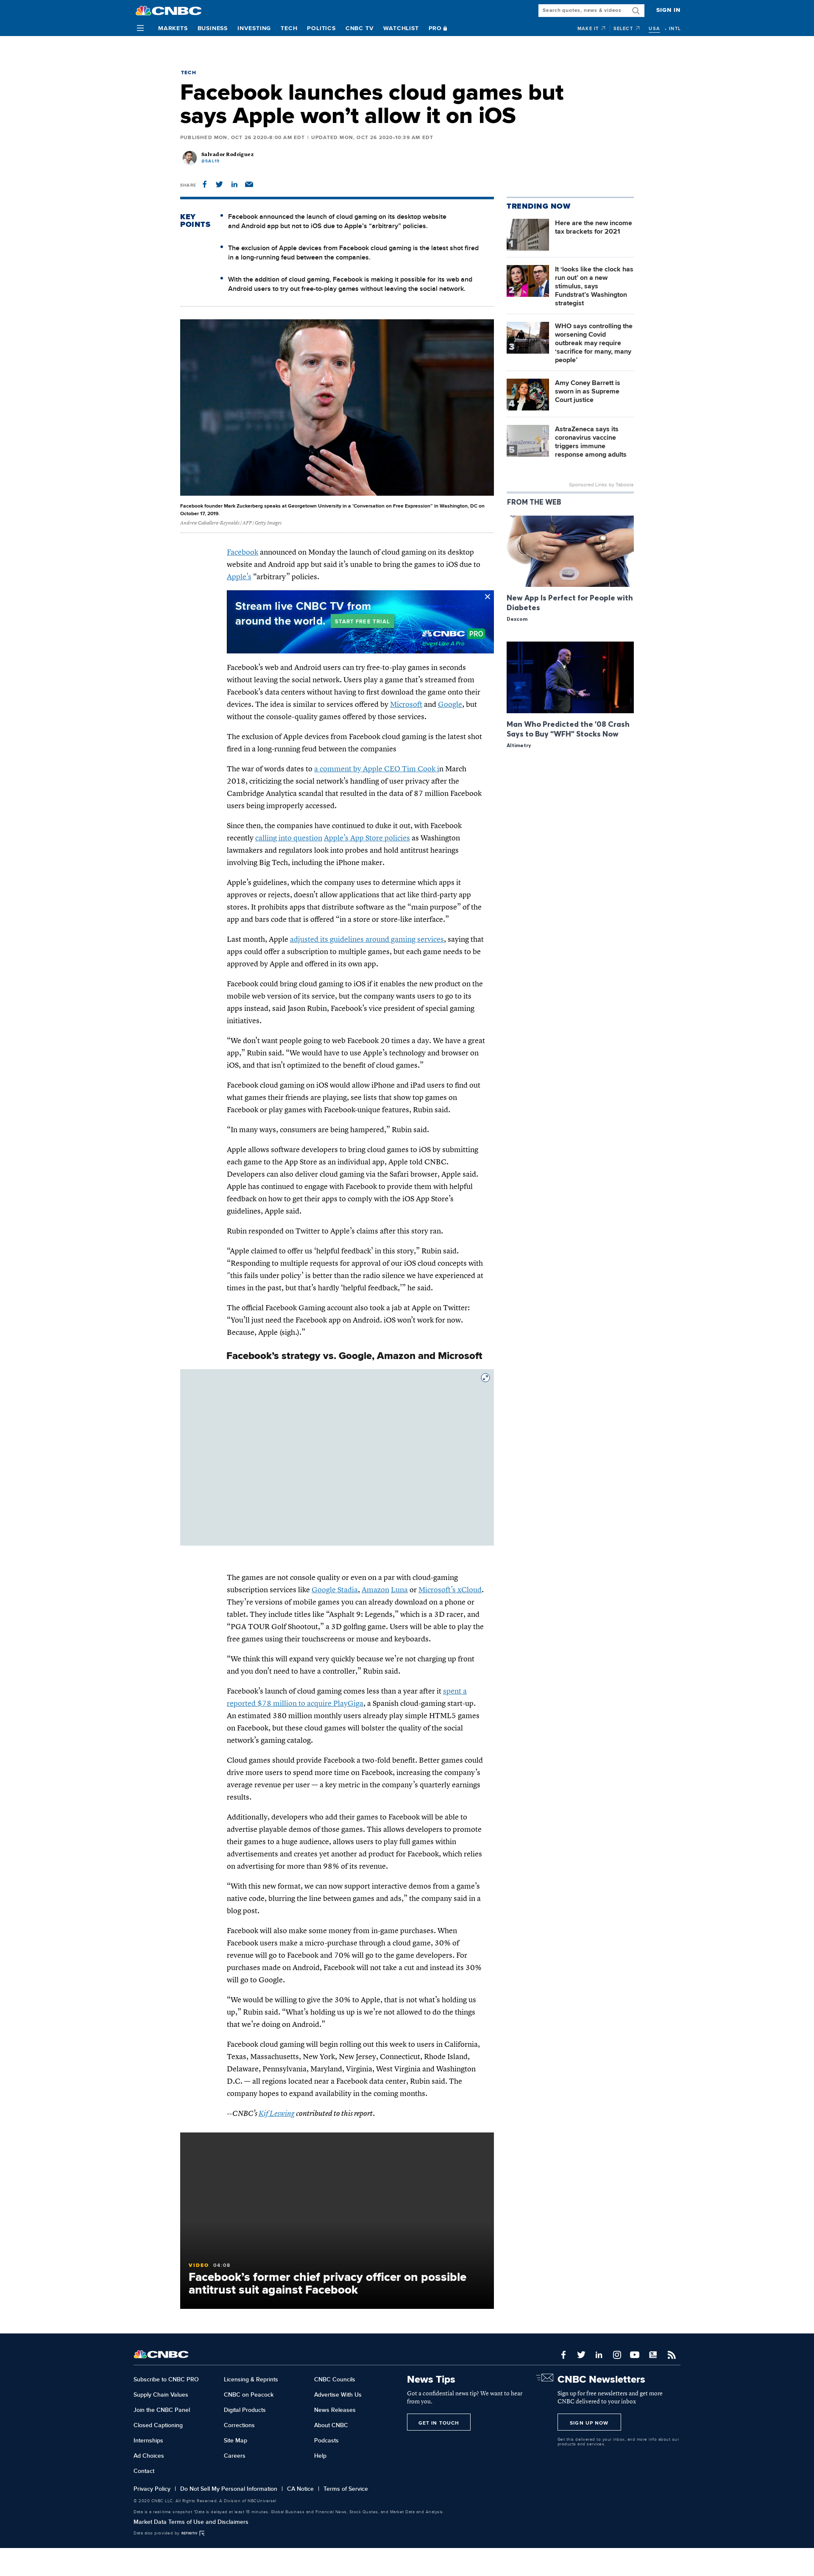 CNBC
Search quotes, news & videos
SIGN IN
MARKETS BUSINESS INVESTING TECH POLITICS CNBC TV WATCHLIST PRO
MAKE IT SELECT USA INTL
TECH
Facebook launches cloud games but
says Apple won’t allow it on iOS
PUBLISHED MON, OCT 26 2020•8:00 AM EDT | UPDATED MON, OCT 26 2020•10:39 AM EDT
Salvador Rodriguez
@SAL19
SHARE
KEY
POINTS
Facebook announced the launch of cloud gaming on its desktop website
and Android app but not to iOS due to Apple’s “arbitrary” policies.
The exclusion of Apple devices from Facebook cloud gaming is the latest shot fired
in a long-running feud between the companies.
With the addition of cloud gaming, Facebook is making it possible for its web and
Android users to try out free-to-play games without leaving the social network.
Facebook founder Mark Zuckerberg speaks at Georgetown University in a ‘Conversation on Free Expression” in Washington, DC on
October 17, 2019.
Andrew Caballero-Reynolds | AFP | Getty Images
Facebook announced on Monday the launch of cloud gaming on its desktop
website and Android app but said it’s unable to bring the games to iOS due to
Apple’s “arbitrary” policies.
Stream live CNBC TV from
around the world. START FREE TRIAL
CNBC PRO
Invest Like A Pro
Facebook’s web and Android users can try free-to-play games in seconds
without leaving the social network. Users play a game that’s streamed from
Facebook’s data centers without having to first download the game onto their
devices. The idea is similar to services offered by Microsoft and Google, but
without the console-quality games offered by those services.
The exclusion of Apple devices from Facebook cloud gaming is the latest shot
fired in a long-running feud between the companies
The war of words dates to a comment by Apple CEO Tim Cook in March
2018, criticizing the social network’s handling of user privacy after the
Cambridge Analytica scandal that resulted in the data of 87 million Facebook
users being improperly accessed.
Since then, the companies have continued to duke it out, with Facebook
recently calling into question Apple’s App Store policies as Washington
lawmakers and regulators look into probes and hold antitrust hearings
involving Big Tech, including the iPhone maker.
Apple’s guidelines, which the company uses to determine which apps it
approves or rejects, doesn’t allow applications that act like third-party app
stores. It prohibits apps that distribute software as the “main purpose” of the
app and bars code that is offered “in a store or store-like interface.”
Last month, Apple adjusted its guidelines around gaming services, saying that
apps could offer a subscription to multiple games, but each game needs to be
approved by Apple and offered in its own app.
Facebook could bring cloud gaming to iOS if it enables the new product on the
mobile web version of its service, but the company wants users to go to its
apps instead, said Jason Rubin, Facebook’s vice president of special gaming
initiatives.
“We don’t want people going to web Facebook 20 times a day. We have a great
app,” Rubin said. “We would have to use Apple’s technology and browser on
iOS, and that isn’t optimized to the benefit of cloud games.”
Facebook cloud gaming on iOS would allow iPhone and iPad users to find out
what games their friends are playing, see lists that show top games on
Facebook or play games with Facebook-unique features, Rubin said.
“In many ways, consumers are being hampered,” Rubin said.
Apple allows software developers to bring cloud games to iOS by submitting
each game to the App Store as an individual app, Apple told CNBC.
Developers can also deliver cloud gaming via the Safari browser, Apple said.
Apple has continued to engage with Facebook to provide them with helpful
feedback on how to get their apps to comply with the iOS App Store’s
guidelines, Apple said.
Rubin responded on Twitter to Apple’s claims after this story ran.
“Apple claimed to offer us ‘helpful feedback’ in this story,” Rubin said.
“Responding to multiple requests for approval of our iOS cloud concepts with
"this fails under policy’ is better than the radio silence we have experienced at
times in the past, but that’s hardly ‘helpful feedback,’” he said.
The official Facebook Gaming account also took a jab at Apple on Twitter:
“You’ll just need the Facebook app on Android. iOS won’t work for now.
Because, Apple (sigh.).”
Facebook’s strategy vs. Google, Amazon and Microsoft
The games are not console quality or even on a par with cloud-gaming
subscription services like Google Stadia, Amazon Luna or Microsoft’s xCloud.
They’re versions of mobile games you can already download on a phone or
tablet. They include titles like “Asphalt 9: Legends,” which is a 3D racer, and
“PGA TOUR Golf Shootout,” a 3D golfing game. Users will be able to play the
free games using their touchscreens or mouse and keyboards.
“We think this will expand very quickly because we’re not charging up front
and you don’t need to have a controller,” Rubin said.
Facebook’s launch of cloud gaming comes less than a year after it spent a
reported $78 million to acquire PlayGiga, a Spanish cloud-gaming start-up.
An estimated 380 million monthly users already play simple HTML5 games
on Facebook, but these cloud games will bolster the quality of the social
network’s gaming catalog.
Cloud games should provide Facebook a two-fold benefit. Better games could
drive more users to spend more time on Facebook, increasing the company’s
average revenue per user — a key metric in the company’s quarterly earnings
results.
Additionally, developers who add their games to Facebook will be able to
advertise playable demos of those games. This allows developers to promote
their games to a huge audience, allows users to play full games within
advertisements and creates yet another ad product for Facebook, which relies
on advertising for more than 98% of its revenue.
“With this new format, we can now support interactive demos from a game’s
native code, blurring the line between games and ads,” the company said in a
blog post.
Facebook will also make some money from in-game purchases. When
Facebook users make a micro-purchase through a cloud game, 30% of
revenue will go to Facebook and 70% will go to the game developers. For
purchases made on Android, Facebook will not take a cut and instead its 30%
will go to Google.
“We would be willing to give the 30% to Apple, that is not what’s holding us
up,” Rubin said. “What’s holding us up is we’re not allowed to do the things
that we’re doing on Android.”
Facebook cloud gaming will begin rolling out this week to users in California,
Texas, Massachusetts, New York, New Jersey, Connecticut, Rhode Island,
Delaware, Pennsylvania, Maryland, Virginia, West Virginia and Washington
D.C. — all regions located near a Facebook data center, Rubin said. The
company hopes to expand availability in the coming months.
--CNBC’s Kif Leswing contributed to this report.
VIDEO 04:08
Facebook’s former chief privacy officer on possible
antitrust suit against Facebook
TRENDING NOW
1
Here are the new income
tax brackets for 2021
2
It ‘looks like the clock has
run out’ on a new
stimulus, says
Fundstrat’s Washington
strategist
3
WHO says controlling the
worsening Covid
outbreak may require
‘sacrifice for many, many
people’
4
Amy Coney Barrett is
sworn in as Supreme
Court justice
5
AstraZeneca says its
coronavirus vaccine
triggers immune
response among adults
Sponsored Links by Taboola
FROM THE WEB
New App Is Perfect for People with
Diabetes
Dexcom
Man Who Predicted the ’08 Crash
Says to Buy “WFH” Stocks Now
Altimetry
CNBC
Subscribe to CNBC PRO
Supply Chain Values
Join the CNBC Panel
Closed Captioning
Internships
Ad Choices
Contact
Licensing & Reprints
CNBC on Peacock
Digital Products
Corrections
Site Map
Careers
CNBC Councils
Advertise With Us
News Releases
About CNBC
Podcasts
Help
News Tips
Got a confidential news tip? We want to hear
from you.
GET IN TOUCH
CNBC Newsletters
Sign up for free newsletters and get more
CNBC delivered to your inbox
SIGN UP NOW
Get this delivered to your inbox, and more info about our
products and services.
Privacy Policy | Do Not Sell My Personal Information | CA Notice | Terms of Service
© 2020 CNBC LLC. All Rights Reserved. A Division of NBCUniversal
Data is a real-time snapshot *Data is delayed at least 15 minutes. Global Business and Financial News, Stock Quotes, and Market Data and Analysis.
Market Data Terms of Use and Disclaimers
Data also provided by REFINITIV